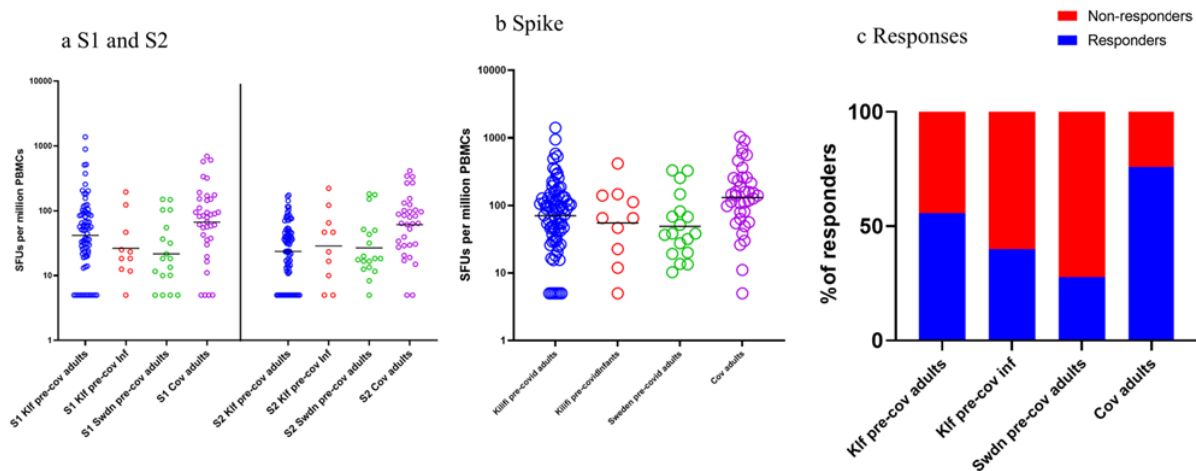 a S1 and S2
SFUs per million PBMCs
10000
1000
100
10
1
S1 Klf pre-cov adults
S1 Klf pre-cov Inf
S1 Swdn pre-cov adults
S1 Cov adults
S2 Klf pre-cov adults
S2 Klf pre-cov Inf
S2 Swdn pre-cov adults
S2 Cov adults
b Spike
SFUs per million PBMCs
10000
1000
100
10
1
Kilifi pre-covid adults
Kilifi pre-covidInfants
Sweden pre-covid adults
Cov adults
c Responses
Non-responders
Responders
%of responders
100
50
0
Klf pre-cov adults
Klf pre-cov inf
Swdn pre-cov adults
Cov adults